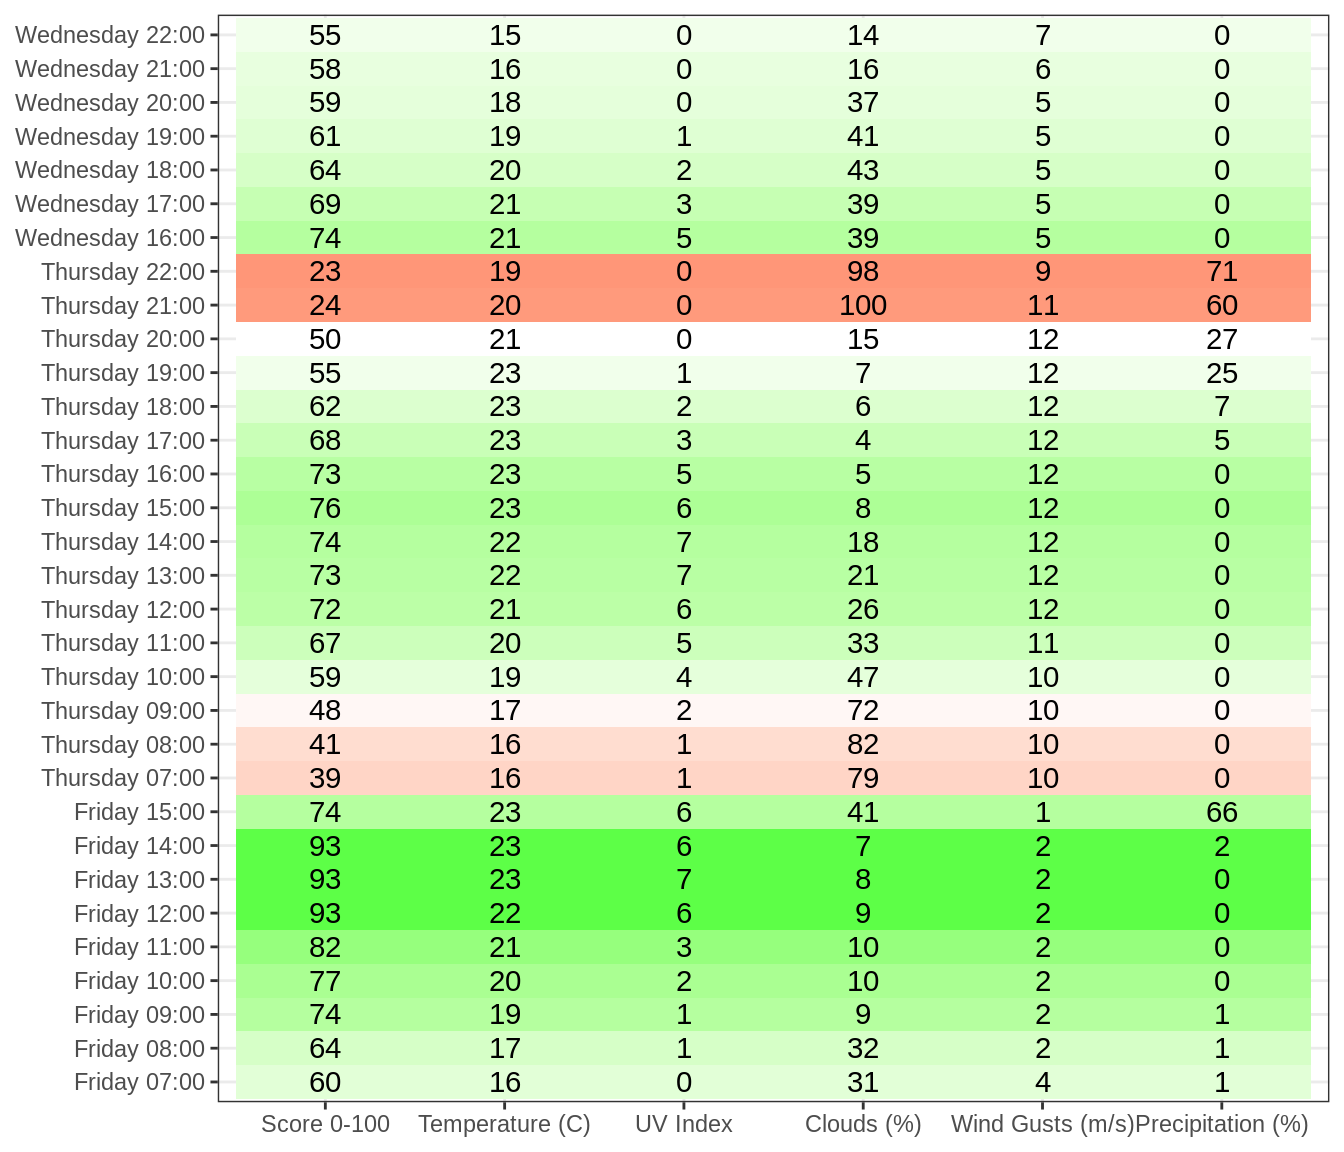 Wednesday 22:00 55 15 0 14 7 0
Wednesday 21:00 58 16 0 16 6 0
Wednesday 20:00 59 18 0 37 5 0
Wednesday 19:00 61 19 1 41 5 0
Wednesday 18:00 64 20 2 43 5 0
Wednesday 17:00 69 21 3 39 5 0
Wednesday 16:00 74 21 5 39 5 0
Thursday 22:00 23 19 0 98 9 71
Thursday 21:00 24 20 0 100 11 60
Thursday 20:00 50 21 0 15 12 27
Thursday 19:00 55 23 1 7 12 25
Thursday 18:00 62 23 2 6 12 7
Thursday 17:00 68 23 3 4 12 5
Thursday 16:00 73 23 5 5 12 0
Thursday 15:00 76 23 6 8 12 0
Thursday 14:00 74 22 7 18 12 0
Thursday 13:00 73 22 7 21 12 0
Thursday 12:00 72 21 6 26 12 0
Thursday 11:00 67 20 5 33 11 0
Thursday 10:00 59 19 4 47 10 0
Thursday 09:00 48 17 2 72 10 0
Thursday 08:00 41 16 1 82 10 0
Thursday 07:00 39 16 1 79 10 0
Friday 15:00 74 23 6 41 1 66
Friday 14:00 93 23 6 7 2 2
Friday 13:00 93 23 7 8 2 0
Friday 12:00 93 22 6 9 2 0
Friday 11:00 82 21 3 10 2 0
Friday 10:00 77 20 2 10 2 0
Friday 09:00 74 19 1 9 2 1
Friday 08:00 64 17 1 32 2 1
Friday 07:00 60 16 0 31 4 1
Score 0-100 Temperature (C) UV Index Clouds (%) Wind Gusts (m/s) Precipitation (%)